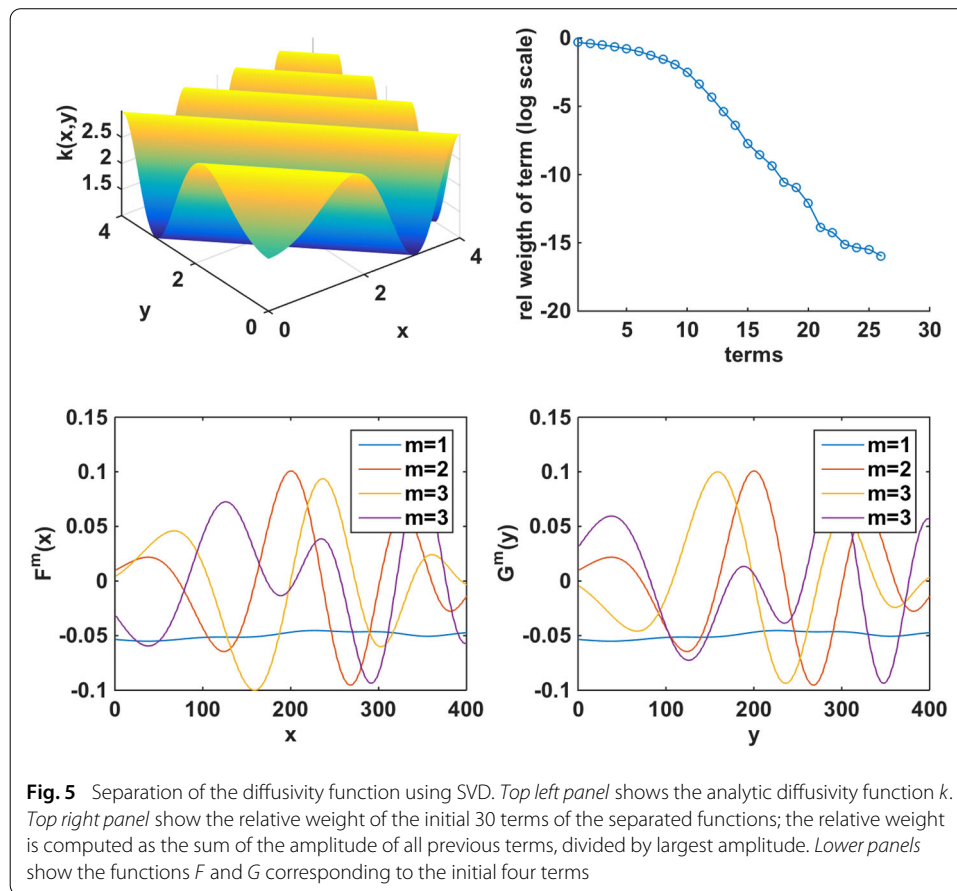 k(x,y)
2.5
2
1.5
4
2
0
y
0
2
4
x
rel weigth of term (log scale)
0
-5
-10
-15
-20
5
10
15
20
25
30
terms
F^m(x)
0.15
0.1
0.05
0
-0.05
-0.1
m=1
m=2
m=3
m=3
0
100
200
300
400
x
G^m(y)
0.15
0.1
0.05
0
-0.05
-0.1
m=1
m=2
m=3
m=3
0
100
200
300
400
y
Fig. 5 Separation of the diffusivity function using SVD. Top left panel shows the analytic diffusivity function k.
Top right panel show the relative weight of the initial 30 terms of the separated functions; the relative weight
is computed as the sum of the amplitude of all previous terms, divided by largest amplitude. Lower panels
show the functions F and G corresponding to the initial four terms